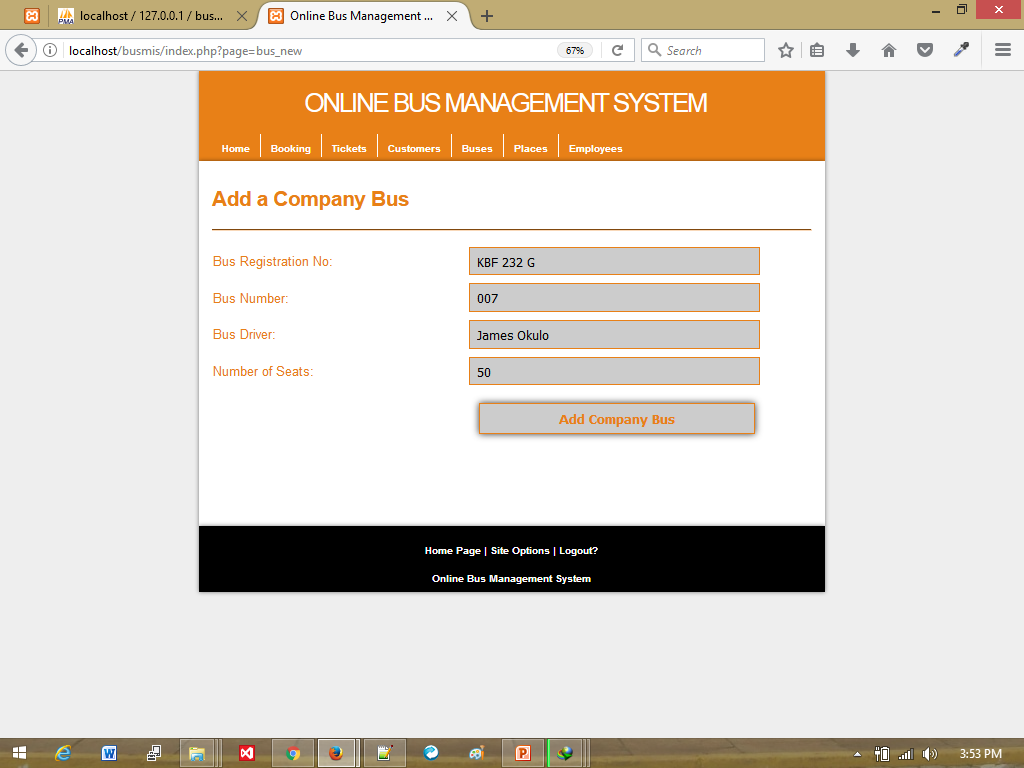 localhost / 127.0.0.1 / bus...
Online Bus Management ...
localhost/busmis/index.php?page=bus_new
67%
Search
ONLINE BUS MANAGEMENT SYSTEM
Home Booking Tickets Customers Buses Places Employees
Add a Company Bus
Bus Registration No: KBF 232 G
Bus Number: 007
Bus Driver: James Okulo
Number of Seats: 50
Add Company Bus
Home Page | Site Options | Logout?
Online Bus Management System
3:53 PM